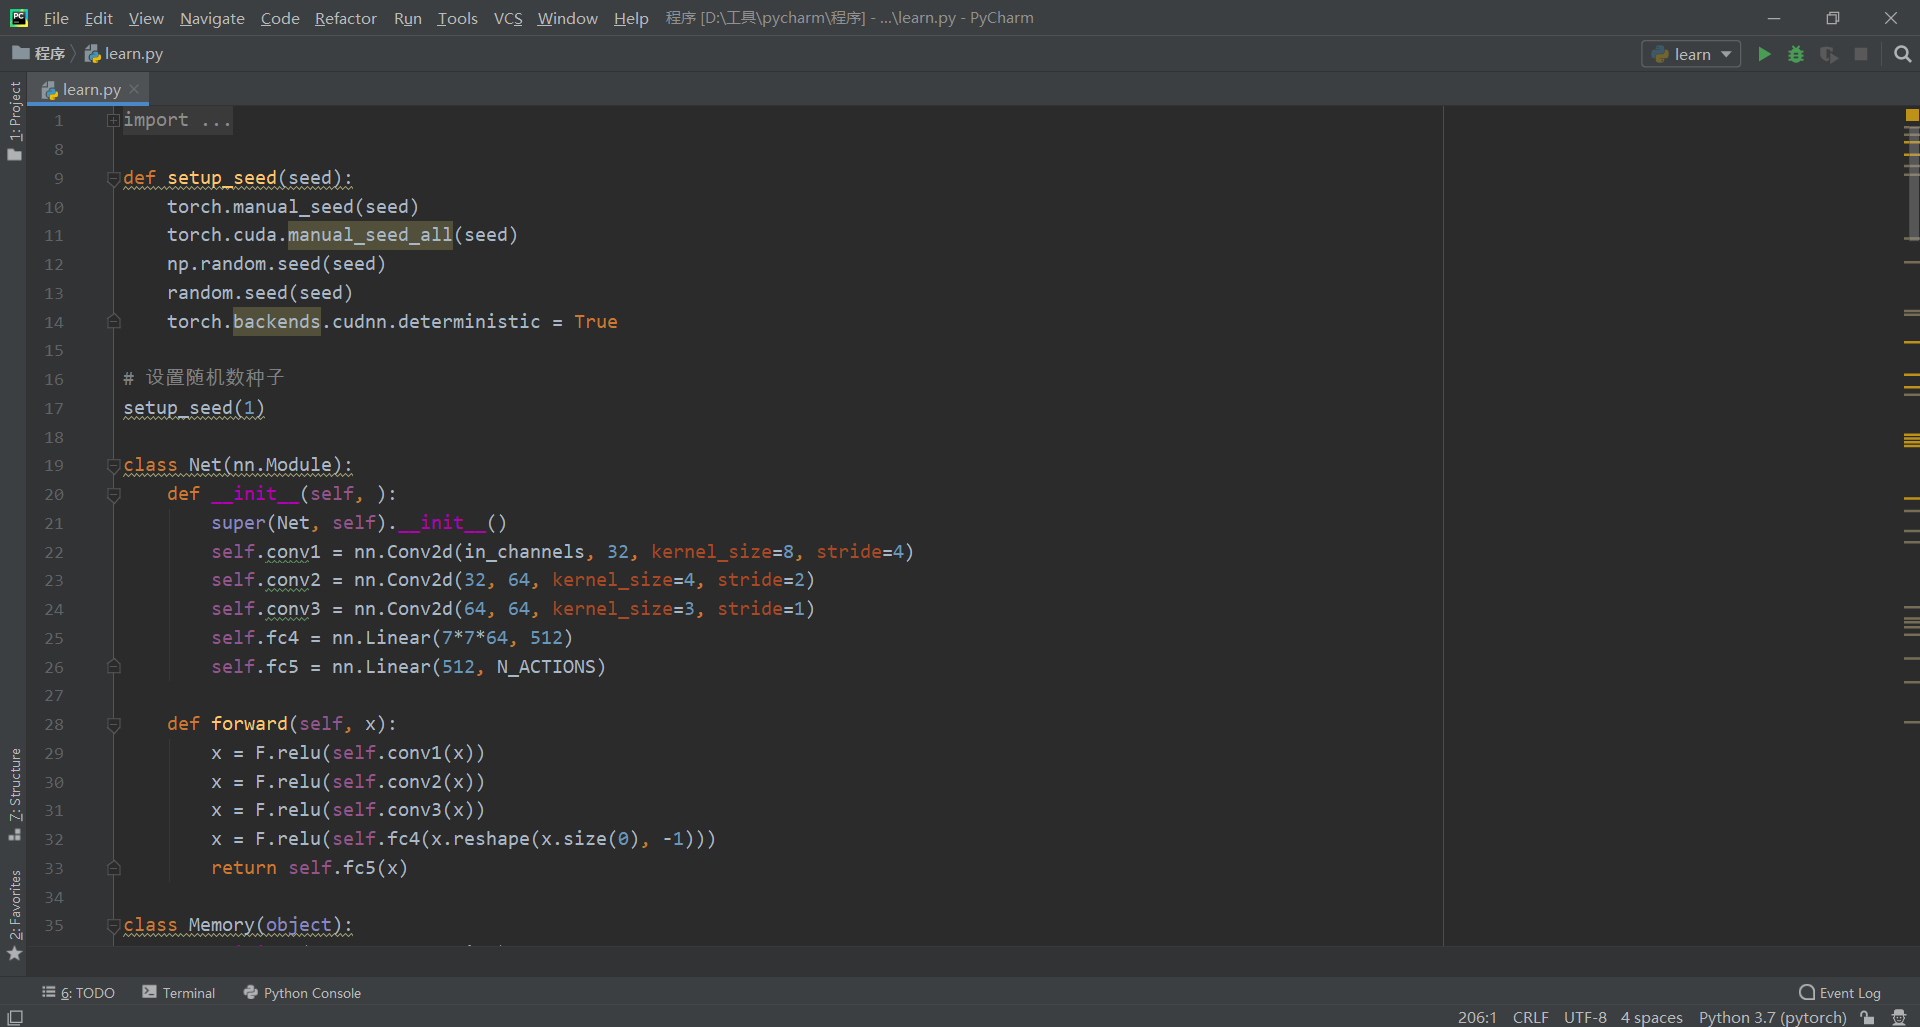 File Edit View Navigate Code Refactor Run Tools VCS Window Help 程序 [D:\工具\pycharm\程序] - ...\learn.py - PyCharm
程序 learn.py learn
learn.py
1: Project
7: Structure
2: Favorites
1 import ...
8
9 def setup_seed(seed):
10 torch.manual_seed(seed)
11 torch.cuda.manual_seed_all(seed)
12 np.random.seed(seed)
13 random.seed(seed)
14 torch.backends.cudnn.deterministic = True
15
16 # 设置随机数种子
17 setup_seed(1)
18
19 class Net(nn.Module):
20 def __init__(self, ):
21 super(Net, self).__init__()
22 self.conv1 = nn.Conv2d(in_channels, 32, kernel_size=8, stride=4)
23 self.conv2 = nn.Conv2d(32, 64, kernel_size=4, stride=2)
24 self.conv3 = nn.Conv2d(64, 64, kernel_size=3, stride=1)
25 self.fc4 = nn.Linear(7*7*64, 512)
26 self.fc5 = nn.Linear(512, N_ACTIONS)
27
28 def forward(self, x):
29 x = F.relu(self.conv1(x))
30 x = F.relu(self.conv2(x))
31 x = F.relu(self.conv3(x))
32 x = F.relu(self.fc4(x.reshape(x.size(0), -1)))
33 return self.fc5(x)
34
35 class Memory(object):
6: TODO Terminal Python Console Event Log
206:1 CRLF UTF-8 4 spaces Python 3.7 (pytorch)